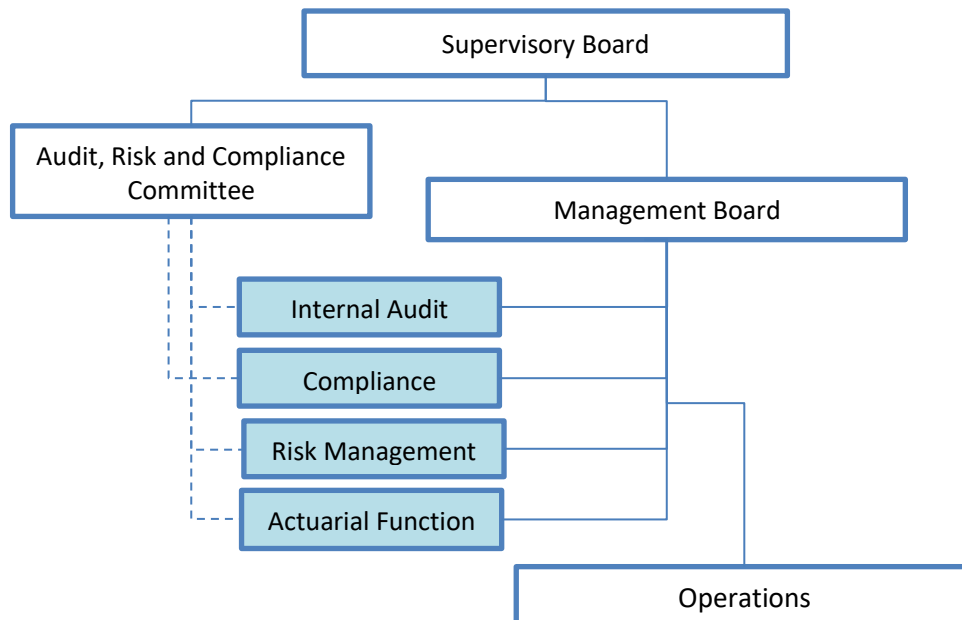 Supervisory Board
Audit, Risk and Compliance
Committee
Management Board
Internal Audit
Compliance
Risk Management
Actuarial Function
Operations